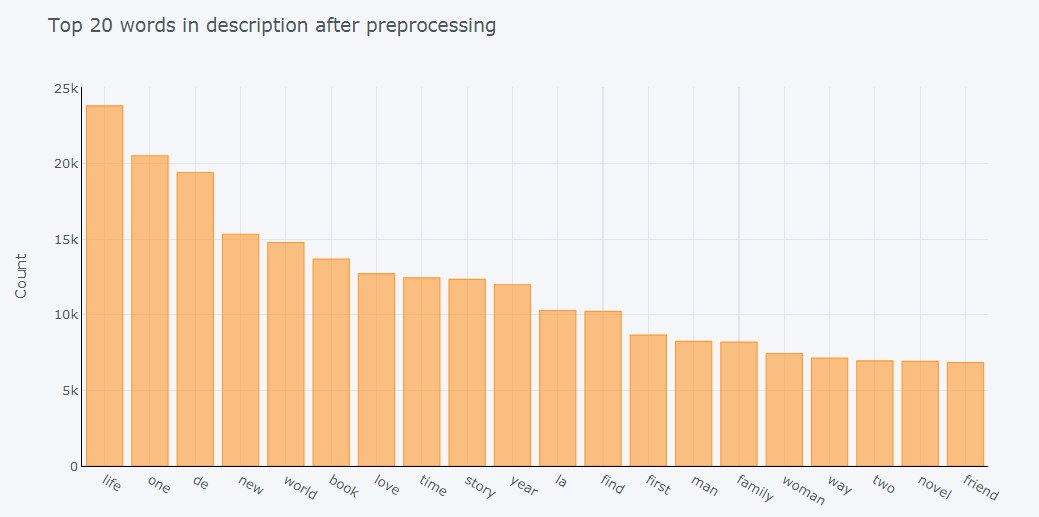 Top 20 words in description after preprocessing
25k
20k
15k
10k
5k
0
Count
life one de new world book love time story year la find first man family woman way two novel friend